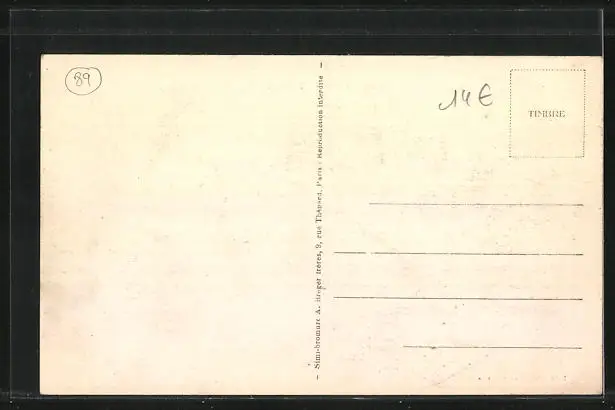 89
14 €
TIMBRE
— Simi-bromure A. Breger frères, 9, rue Thénard, Paris - Reproduction interdite —